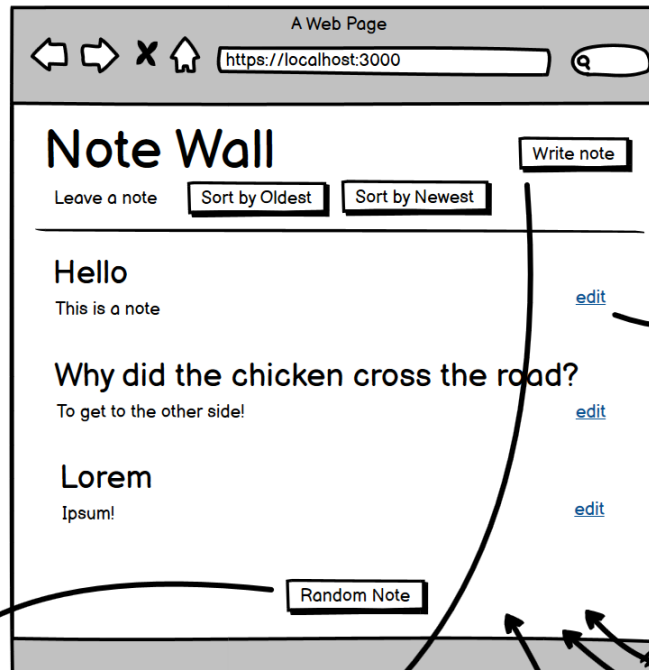 A Web Page
https://localhost:3000
Note Wall
Write note
Leave a note Sort by Oldest Sort by Newest
Hello
This is a note
edit
Why did the chicken cross the road?
To get to the other side!
edit
Lorem
Ipsum!
edit
Random Note